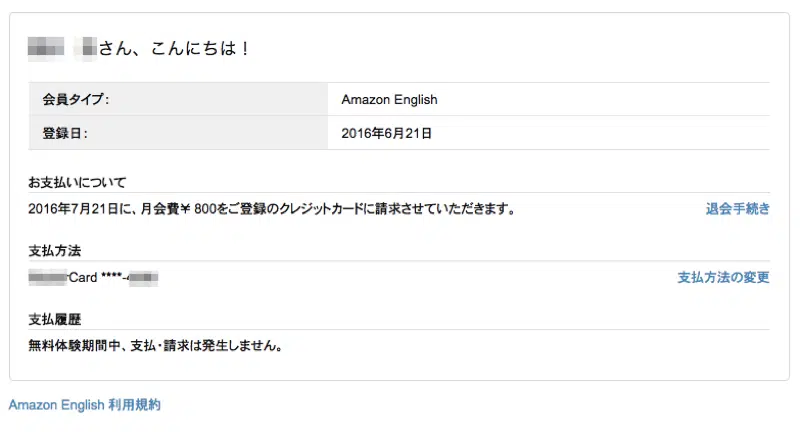 さん、こんにちは！
会員タイプ： Amazon English
登録日： 2016年6月21日
お支払いについて
2016年7月21日に、月会費￥800をご登録のクレジットカードに請求させていただきます。 退会手続き
支払方法
Card ****- 支払方法の変更
支払履歴
無料体験期間中、支払・請求は発生しません。
Amazon English 利用規約